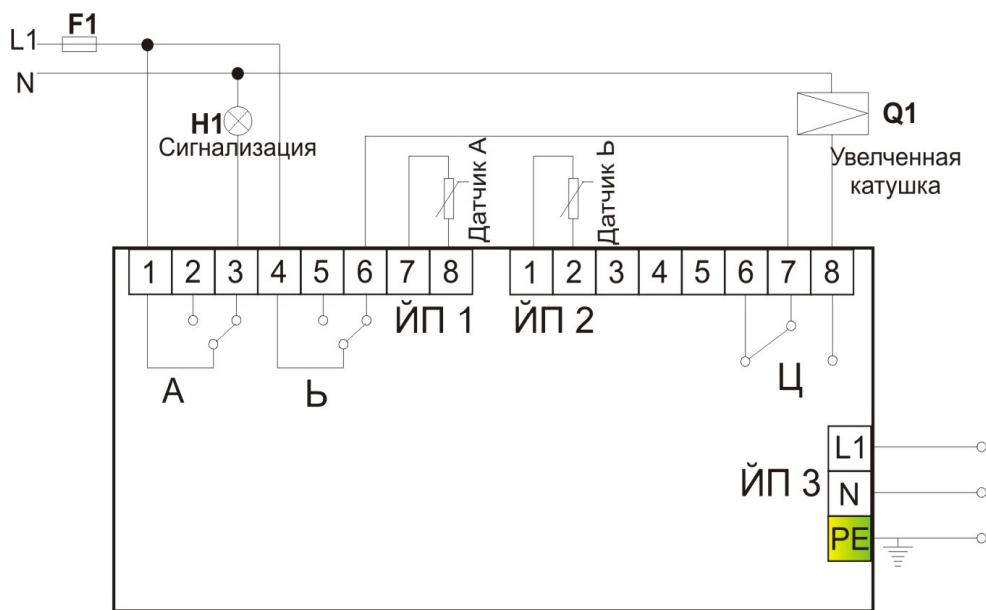 F1
L1
N
H1
Сигнализация
Q1
Увелченная
катушка
Датчик А
Датчик Ь
1 2 3 4 5 6 7 8
1 2 3 4 5 6 7 8
ЙП 1
ЙП 2
А
Ь
Ц
ЙП 3
L1
N
PE